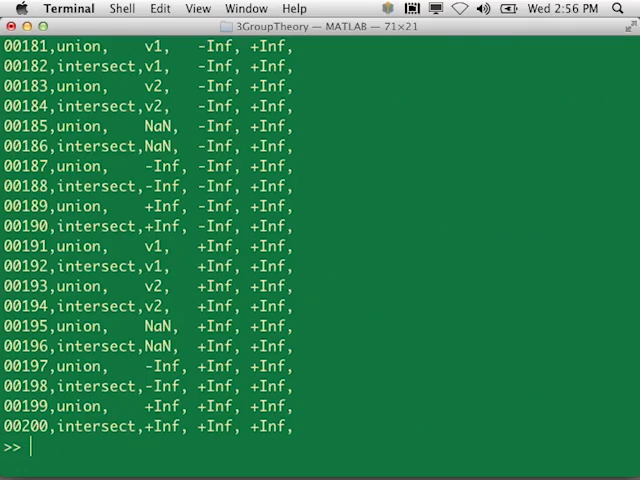 Terminal Shell Edit View Window Help Wed 2:56 PM
3GroupTheory — MATLAB — 71×21
00181,union,    v1,   -Inf, +Inf,
00182,intersect,v1,   -Inf, +Inf,
00183,union,    v2,   -Inf, +Inf,
00184,intersect,v2,   -Inf, +Inf,
00185,union,    NaN,  -Inf, +Inf,
00186,intersect,NaN,  -Inf, +Inf,
00187,union,    -Inf, -Inf, +Inf,
00188,intersect,-Inf, -Inf, +Inf,
00189,union,    +Inf, -Inf, +Inf,
00190,intersect,+Inf, -Inf, +Inf,
00191,union,    v1,   +Inf, +Inf,
00192,intersect,v1,   +Inf, +Inf,
00193,union,    v2,   +Inf, +Inf,
00194,intersect,v2,   +Inf, +Inf,
00195,union,    NaN,  +Inf, +Inf,
00196,intersect,NaN,  +Inf, +Inf,
00197,union,    -Inf, +Inf, +Inf,
00198,intersect,-Inf, +Inf, +Inf,
00199,union,    +Inf, +Inf, +Inf,
00200,intersect,+Inf, +Inf, +Inf,
>>